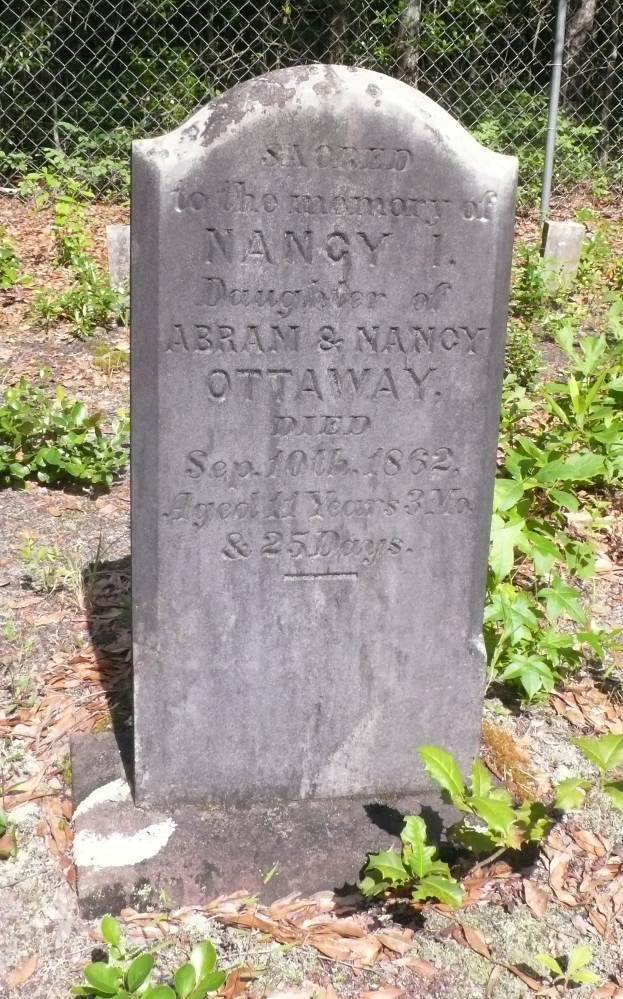 SACRED
to the memory of
NANCY I.
Daughter of
ABRAM & NANCY
OTTAWAY.
DIED
Sep. 10th. 1862.
Aged 11 Years 3 Mo.
& 25 Days.